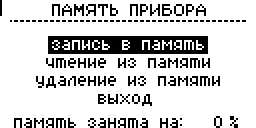 ПАМЯТЬ ПРИБОРА
запись в память
чтение из памяти
удаление из памяти
выход
память занята на: 0 %